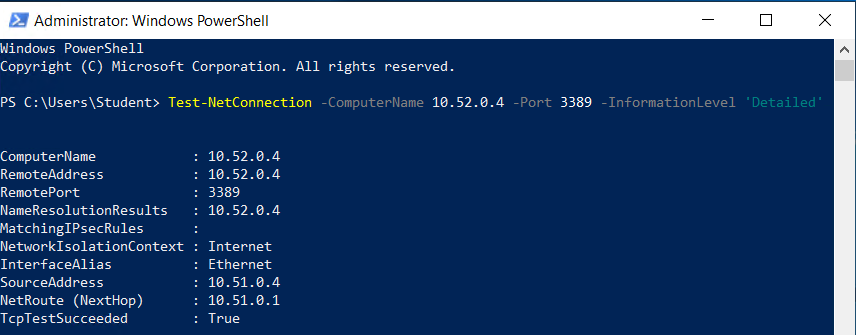 Administrator: Windows PowerShell
Windows PowerShell
Copyright (C) Microsoft Corporation. All rights reserved.
PS C:\Users\Student> Test-NetConnection -ComputerName 10.52.0.4 -Port 3389 -InformationLevel 'Detailed'
ComputerName : 10.52.0.4
RemoteAddress : 10.52.0.4
RemotePort : 3389
NameResolutionResults : 10.52.0.4
MatchingIPsecRules :
NetworkIsolationContext : Internet
InterfaceAlias : Ethernet
SourceAddress : 10.51.0.4
NetRoute (NextHop) : 10.51.0.1
TcpTestSucceeded : True